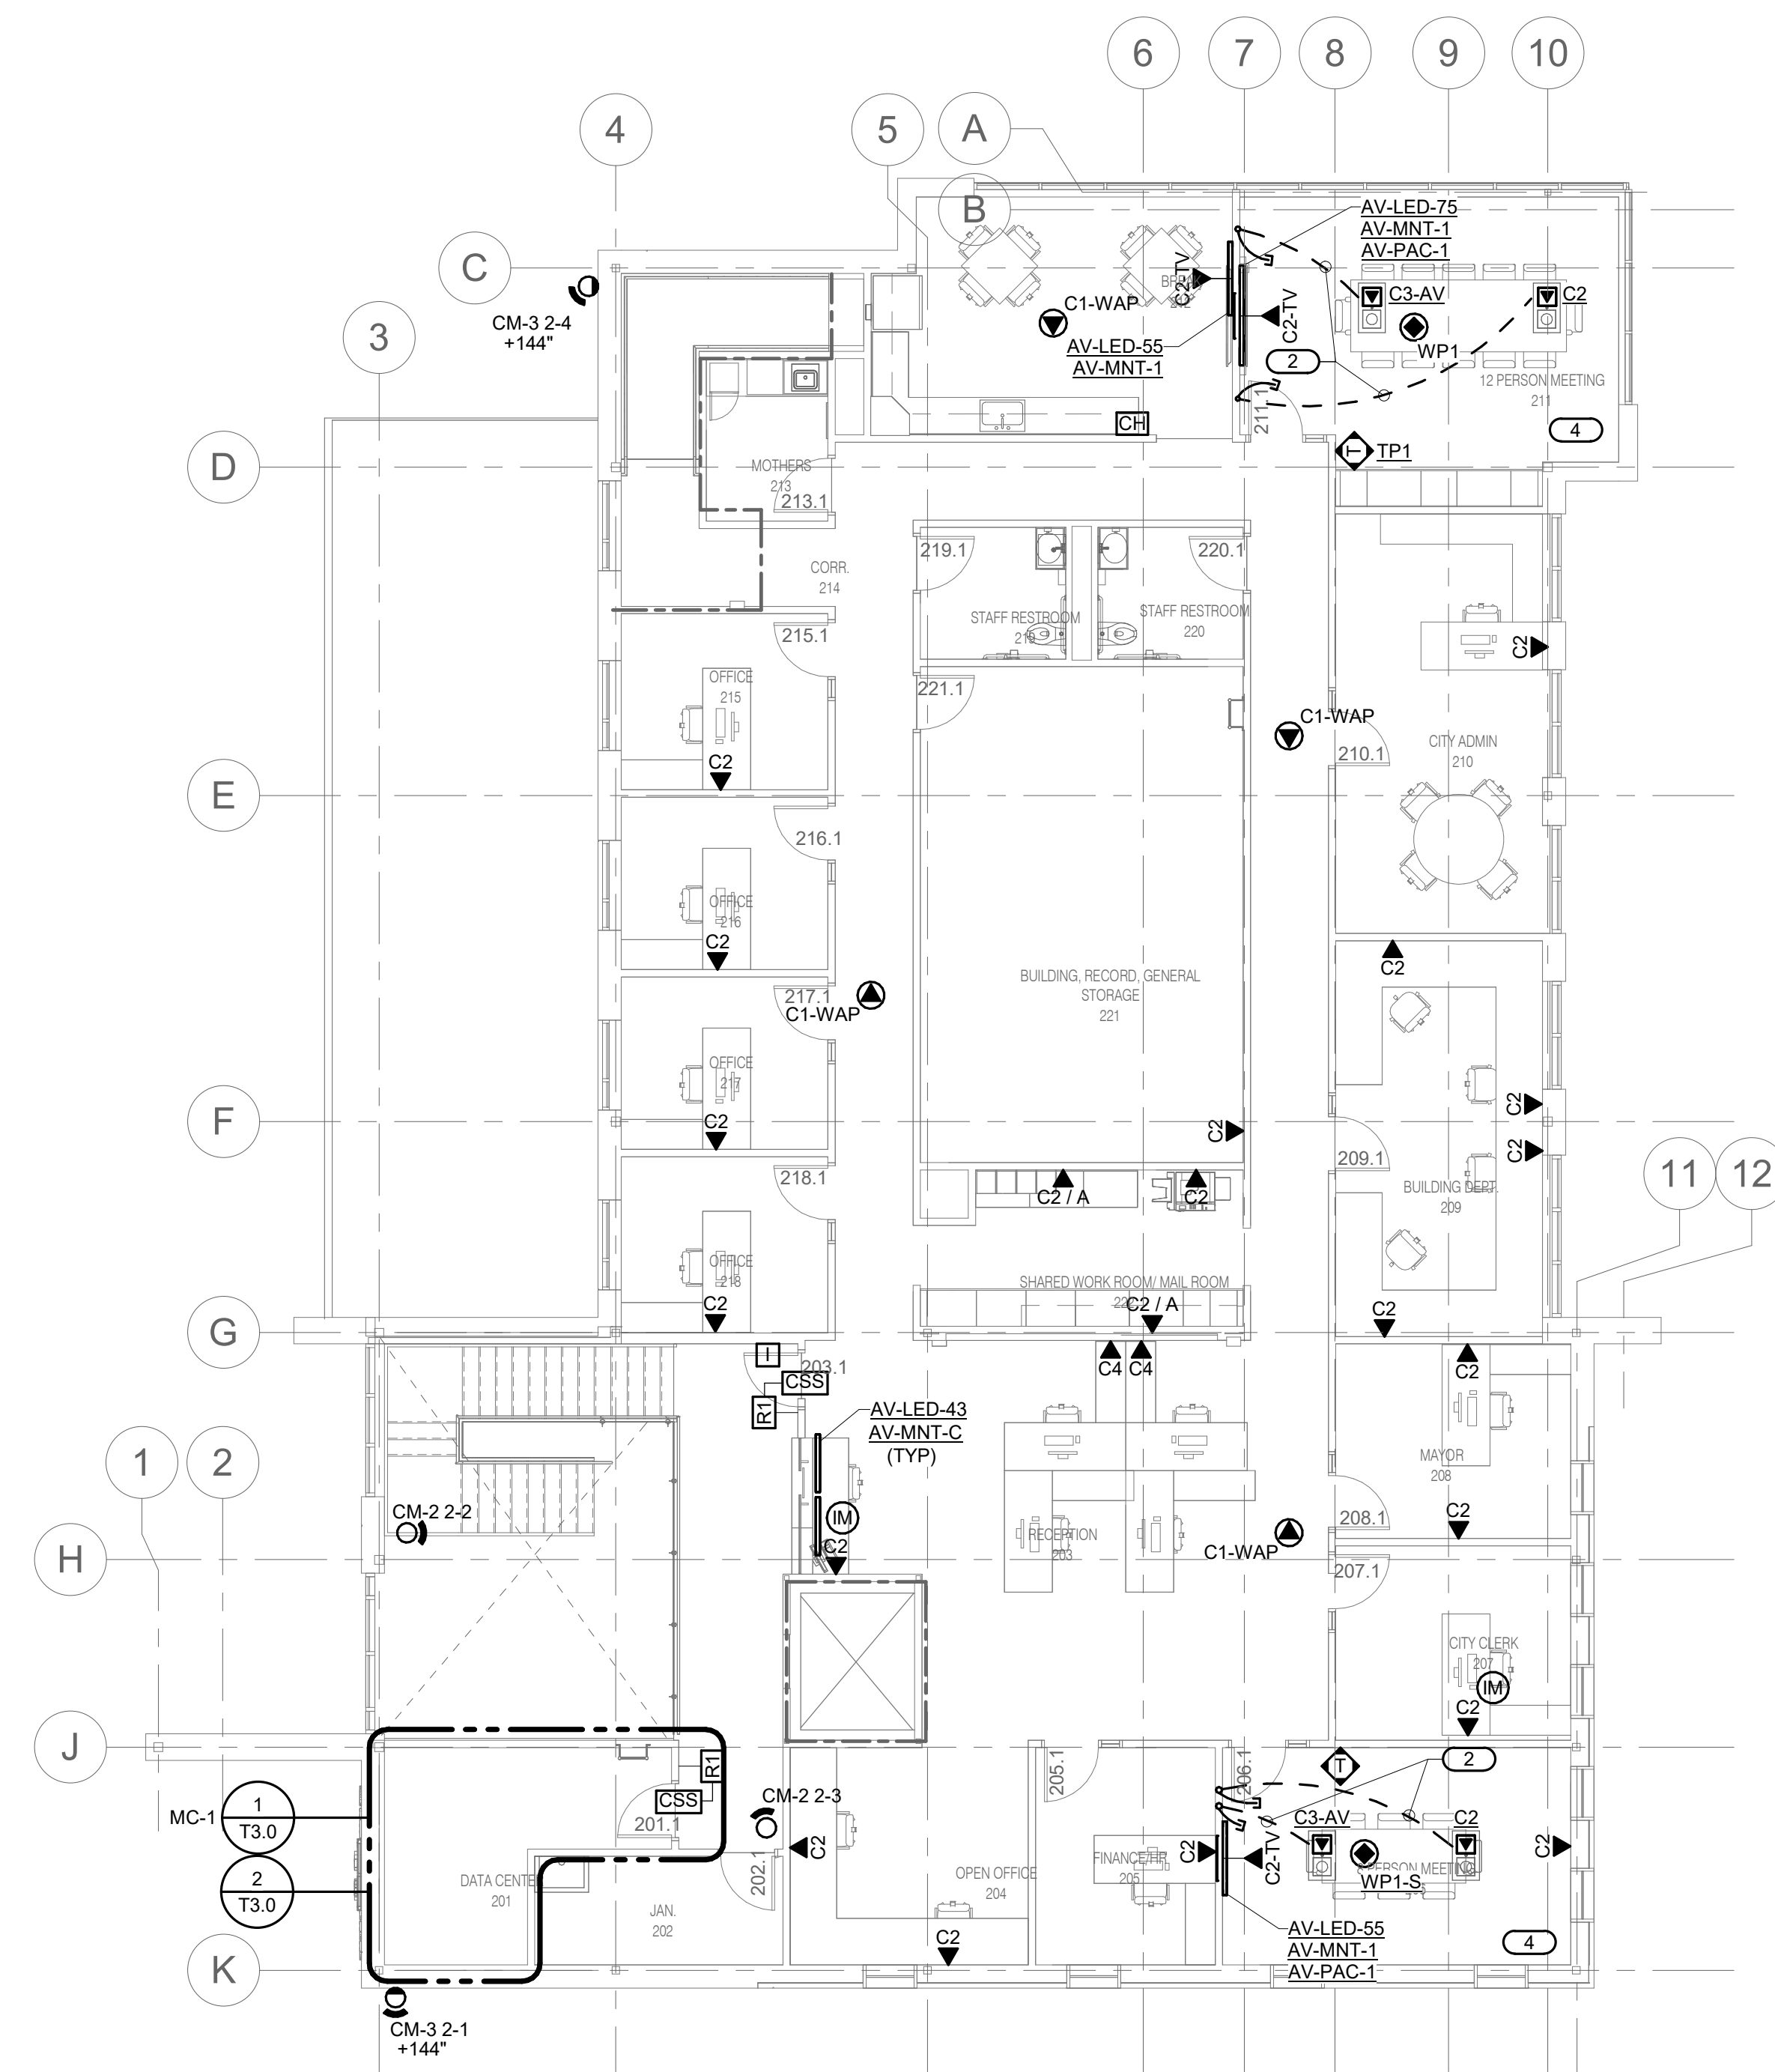 6
7
8
9
10
4
5
A
B
C
3
D
E
F
G
11
12
1
2
H
J
K
AV-LED-75
AV-MNT-1
AV-PAC-1
C2-TV
C2-TV
C3-AV
C2
WP1
2
12 PERSON MEETING
211
4
211.1
TP1
T
C1-WAP
AV-LED-55
AV-MNT-1
CH
CM-3 2-4
+144"
MOTHERS
213
213.1
CORR.
214
219.1
220.1
STAFF RESTROOM
STAFF RESTROOM
220
221.1
215.1
OFFICE
215
C2
C2
C1-WAP
210.1
CITY ADMIN
210
216.1
OFFICE
216
C2
C2
BUILDING, RECORD, GENERAL
STORAGE
221
217.1
C1-WAP
OFFICE
217
C2
C2
C2
C2
209.1
BUILDING DEPT.
209
218.1
C2 / A
C2
OFFICE
218
C2
SHARED WORK ROOM/ MAIL ROOM
C2 / A
C2
I
203.1
CSS
R1
C4
C4
C2
AV-LED-43
AV-MNT-C
(TYP)
MAYOR
208
CM-2 2-2
IM
C2
RECEPTION
203
C1-WAP
208.1
C2
207.1
CITY CLERK
207
IM
C2
R1
CSS
201.1
CM-2 2-3
205.1
206.1
T
2
MC-1
1
T3.0
2
T3.0
C2
C2
C2-TV
C3-AV
C2
C2
DATA CENTER
201
202.1
JAN.
202
OPEN OFFICE
204
FINANCE/HR
205
8 PERSON MEETING
WP1-S
C2
4
AV-LED-55
AV-MNT-1
AV-PAC-1
CM-3 2-1
+144"